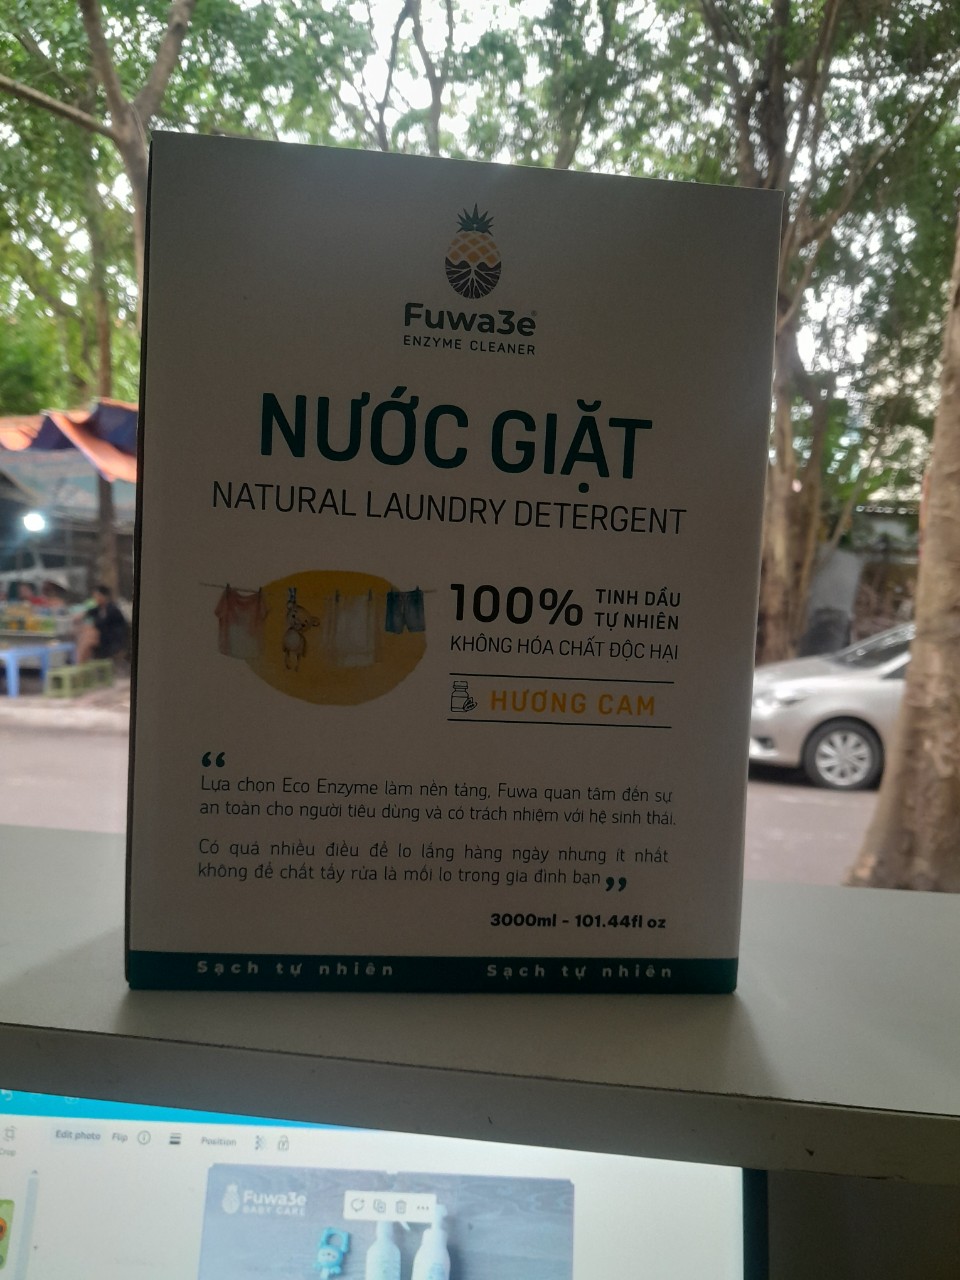 Fuwa3e®
ENZYME CLEANER
NƯỚC GIẶT
NATURAL LAUNDRY DETERGENT
100% TINH DẦU
TỰ NHIÊN
KHÔNG HÓA CHẤT ĐỘC HẠI
HƯƠNG CAM
“
Lựa chọn Eco Enzyme làm nền tảng, Fuwa quan tâm đến sự
an toàn cho người tiêu dùng và có trách nhiệm với hệ sinh thái.
Có quá nhiều điều để lo lắng hàng ngày nhưng ít nhất
không để chất tẩy rửa là mối lo trong gia đình bạn ”
3000ml - 101.44fl oz
Sạch tự nhiên Sạch tự nhiên
Edit photo Flip Position
Crop
Fuwa3e
BABY CARE